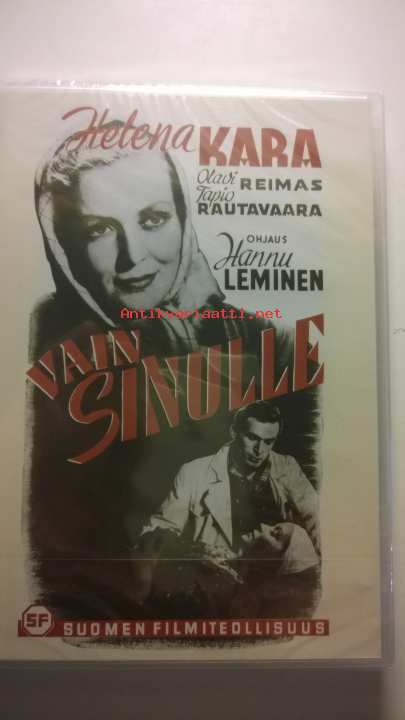 Helena KARA
Olavi REIMAS
Tapio RAUTAVAARA
OHJAUS
Hannu
LEMINEN
Antikvariaatti.net
VAIN
SINULLE
SF SUOMEN FILMITEOLLISUUS